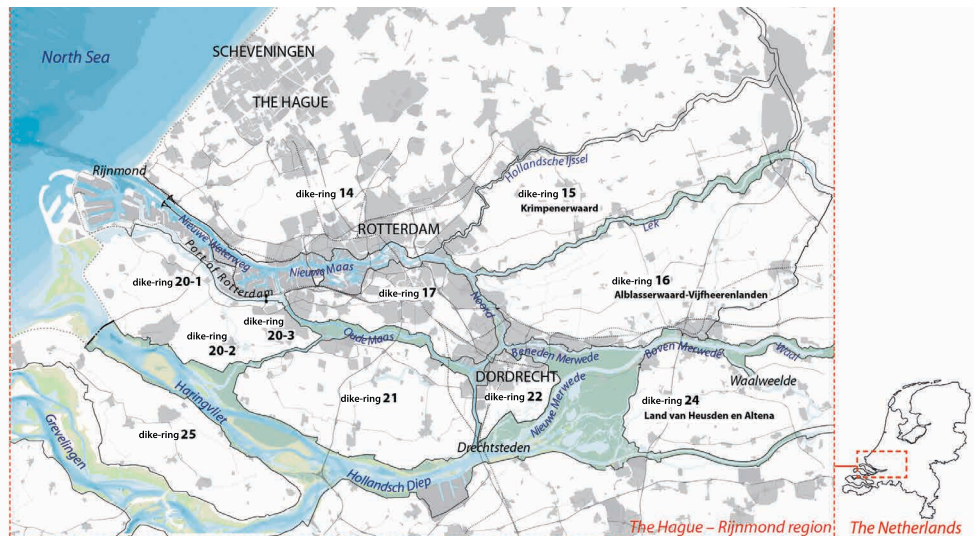 North Sea
SCHEVENINGEN
THE HAGUE
Rijnmond
Hollandsche Ijssel
dike-ring 14
dike-ring 15
Krimpenerwaard
Nieuwe Waterweg
ROTTERDAM
Lek
Port of Rotterdam
Nieuwe Maas
dike-ring 20-1
dike-ring 17
dike-ring 16
Alblasserwaard-Vijfheerenlanden
Noord
dike-ring
20-3
dike-ring
20-2
Oude Maas
Beneden Merwede
Boven Merwede
Waal
DORDRECHT
Waalweelde
Haringvliet
dike-ring 21
dike-ring 22
Nieuwe Merwede
dike-ring 24
Land van Heusden en Altena
dike-ring 25
Grevelingen
Drechtsteden
Hollandsch Diep
The Hague – Rijnmond region
The Netherlands